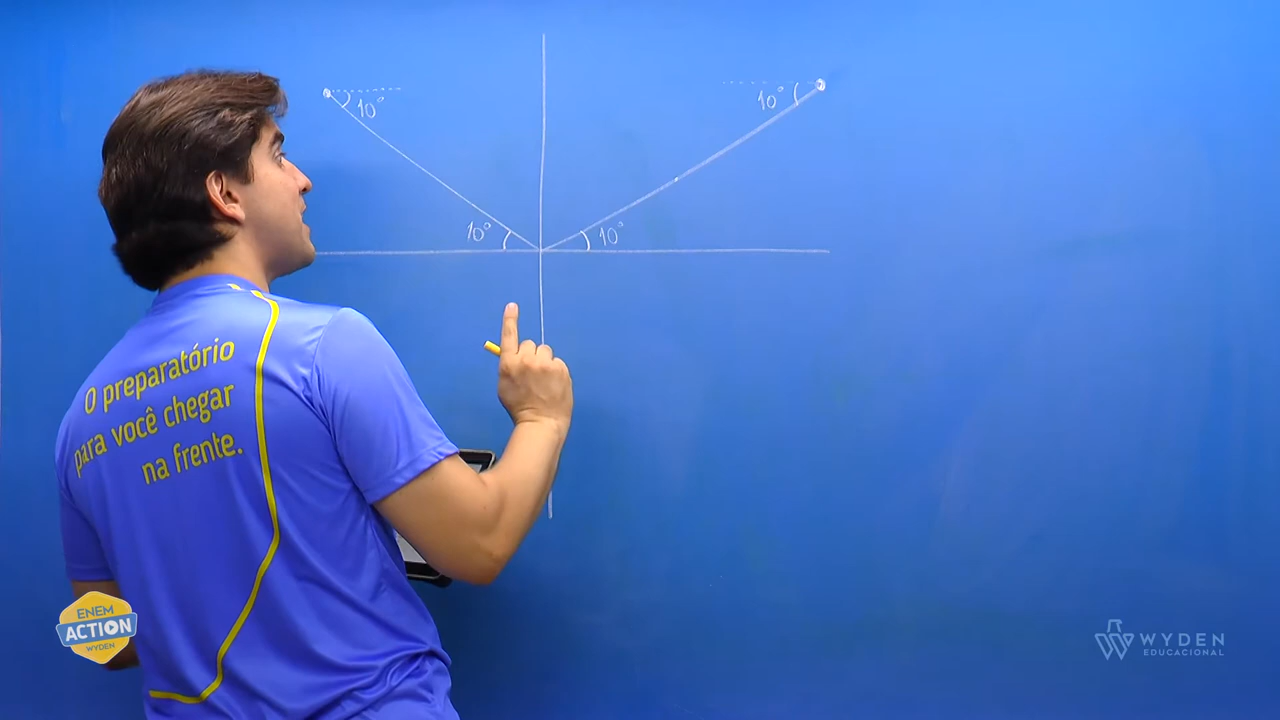 10°
10°
10°
10°
O preparatório
para você chegar
na frente.
ENEM
ACTION
WYDEN
WYDEN
EDUCACIONAL